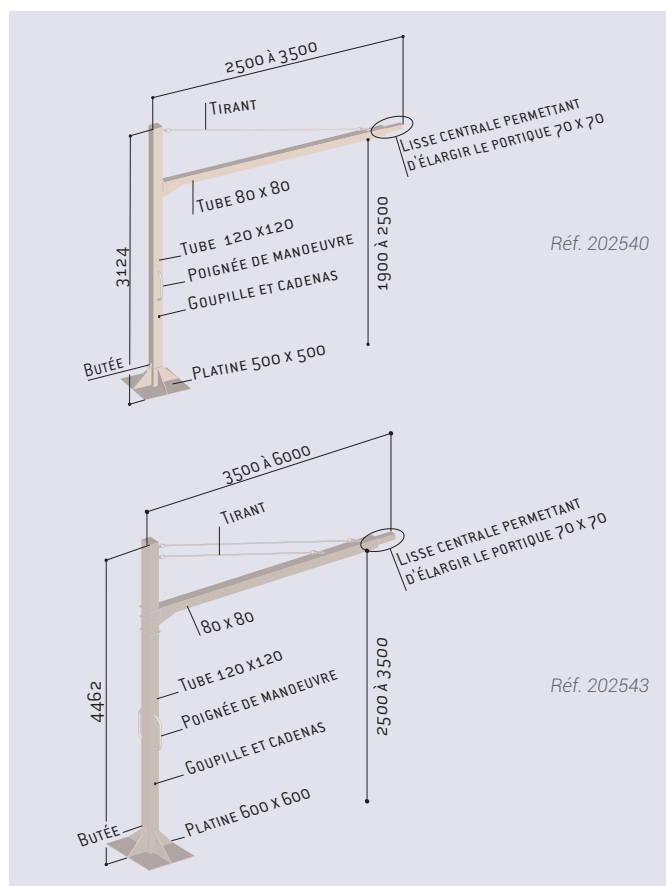 2500 À 3500
Tirant
Lisse centrale permettant
d'élargir le portique 70 x 70
Tube 80 x 80
Tube 120 x120
Poignée de manoeuvre
Goupille et cadenas
3124
1900 À 2500
Réf. 202540
Butée
Platine 500 x 500
3500 À 6000
Tirant
Lisse centrale permettant
d'élargir le portique 70 x 70
80 x 80
Tube 120 x120
Poignée de manoeuvre
Goupille et cadenas
4462
2500 À 3500
Réf. 202543
Butée
Platine 600 x 600